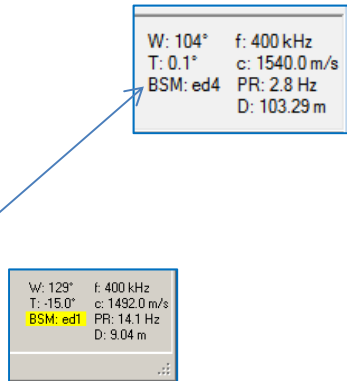 W: 104° f: 400 kHz
T: 0.1° c: 1540.0 m/s
BSM: ed4 PR: 2.8 Hz
D: 103.29 m
W: 129° f: 400 kHz
T: -15.0° c: 1492.0 m/s
BSM: ed1 PR: 14.1 Hz
D: 9.04 m